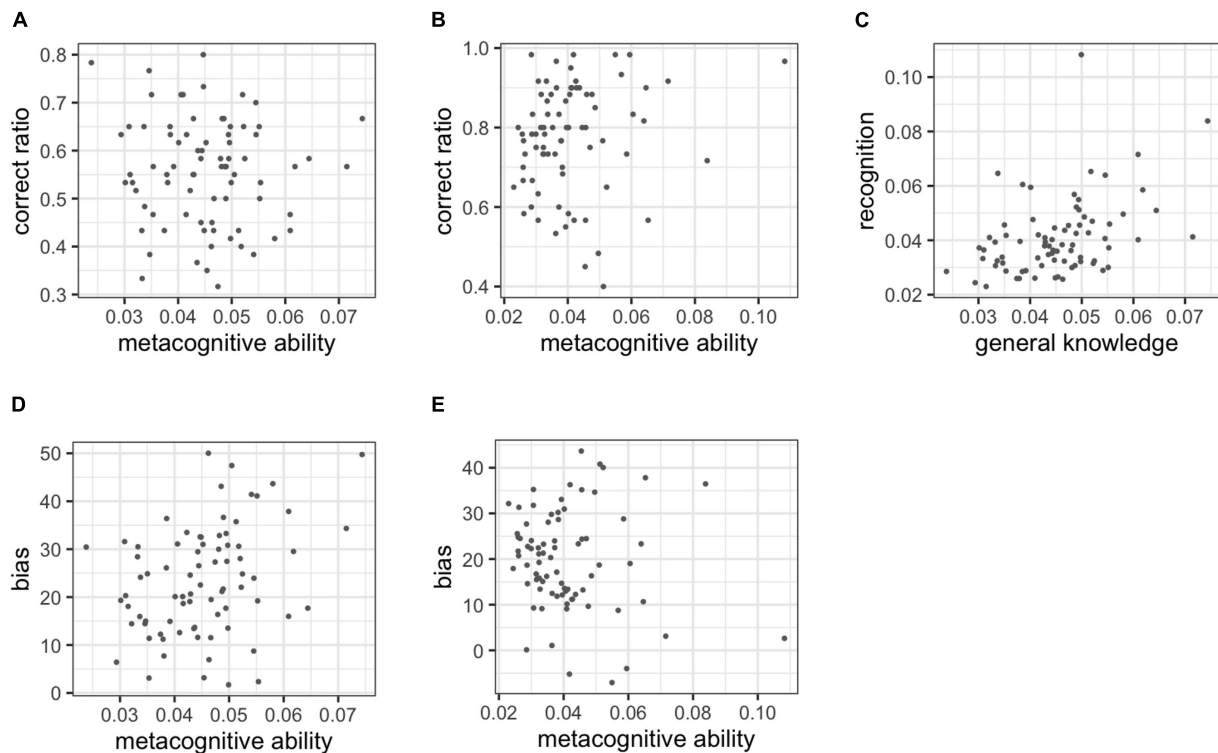 A
0.8
0.7
0.6
0.5
0.4
0.3
correct ratio
0.03 0.04 0.05 0.06 0.07
metacognitive ability
B
1.0
0.8
0.6
0.4
correct ratio
0.02 0.04 0.06 0.08 0.10
metacognitive ability
C
0.10
0.08
0.06
0.04
0.02
recognition
0.03 0.04 0.05 0.06 0.07
general knowledge
D
50
40
30
20
10
0
bias
0.03 0.04 0.05 0.06 0.07
metacognitive ability
E
40
30
20
10
0
bias
0.02 0.04 0.06 0.08 0.10
metacognitive ability